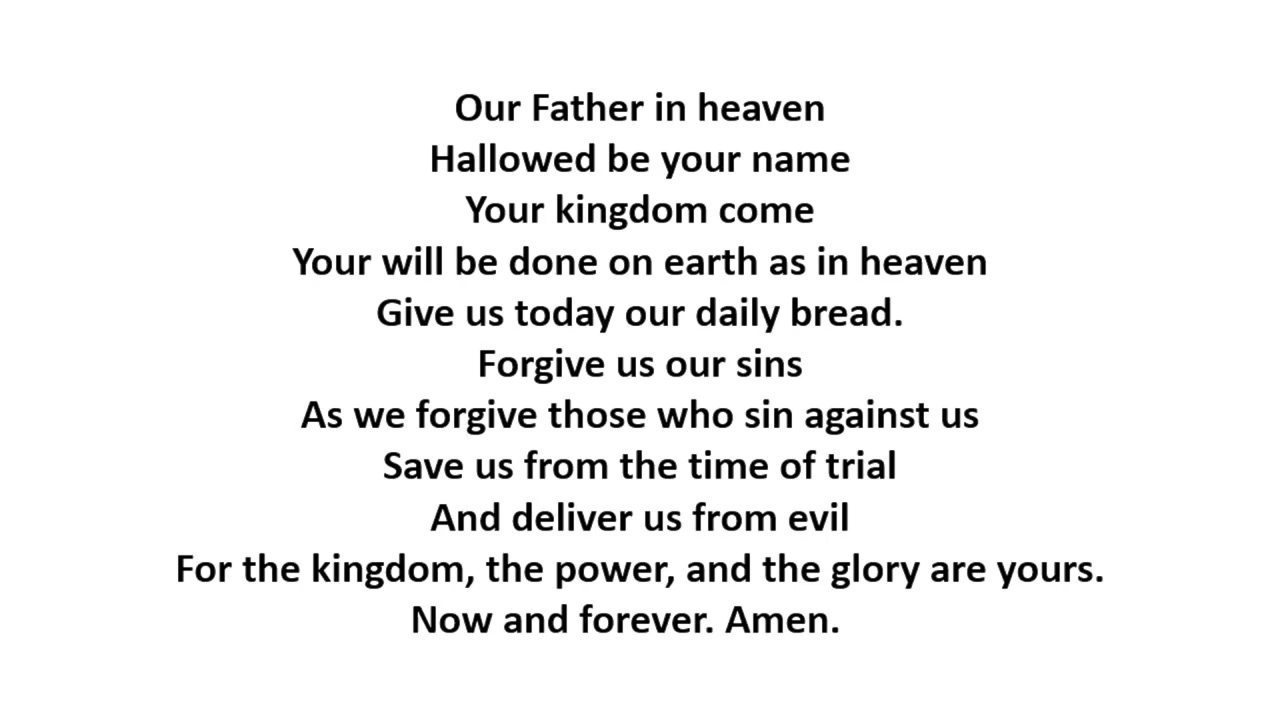 Our Father in heaven
Hallowed be your name
Your kingdom come
Your will be done on earth as in heaven
Give us today our daily bread.
Forgive us our sins
As we forgive those who sin against us
Save us from the time of trial
And deliver us from evil
For the kingdom, the power, and the glory are yours.
Now and forever. Amen.